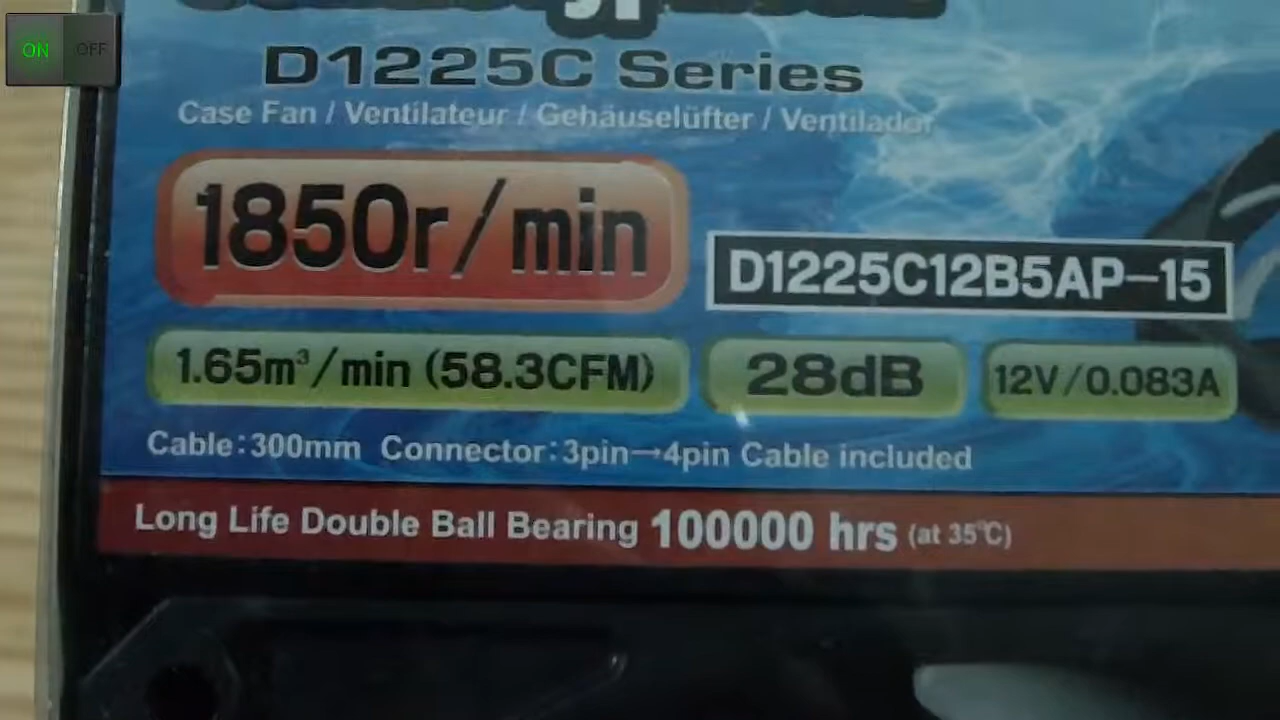 ON OFF
D1225C Series
Case Fan / Ventilateur / Gehäuselüfter / Ventilador
1850r/min
D1225C12B5AP-15
1.65m³/min (58.3CFM)
28dB
12V/0.083A
Cable:300mm Connector:3pin→4pin Cable included
Long Life Double Ball Bearing 100000 hrs (at 35℃)